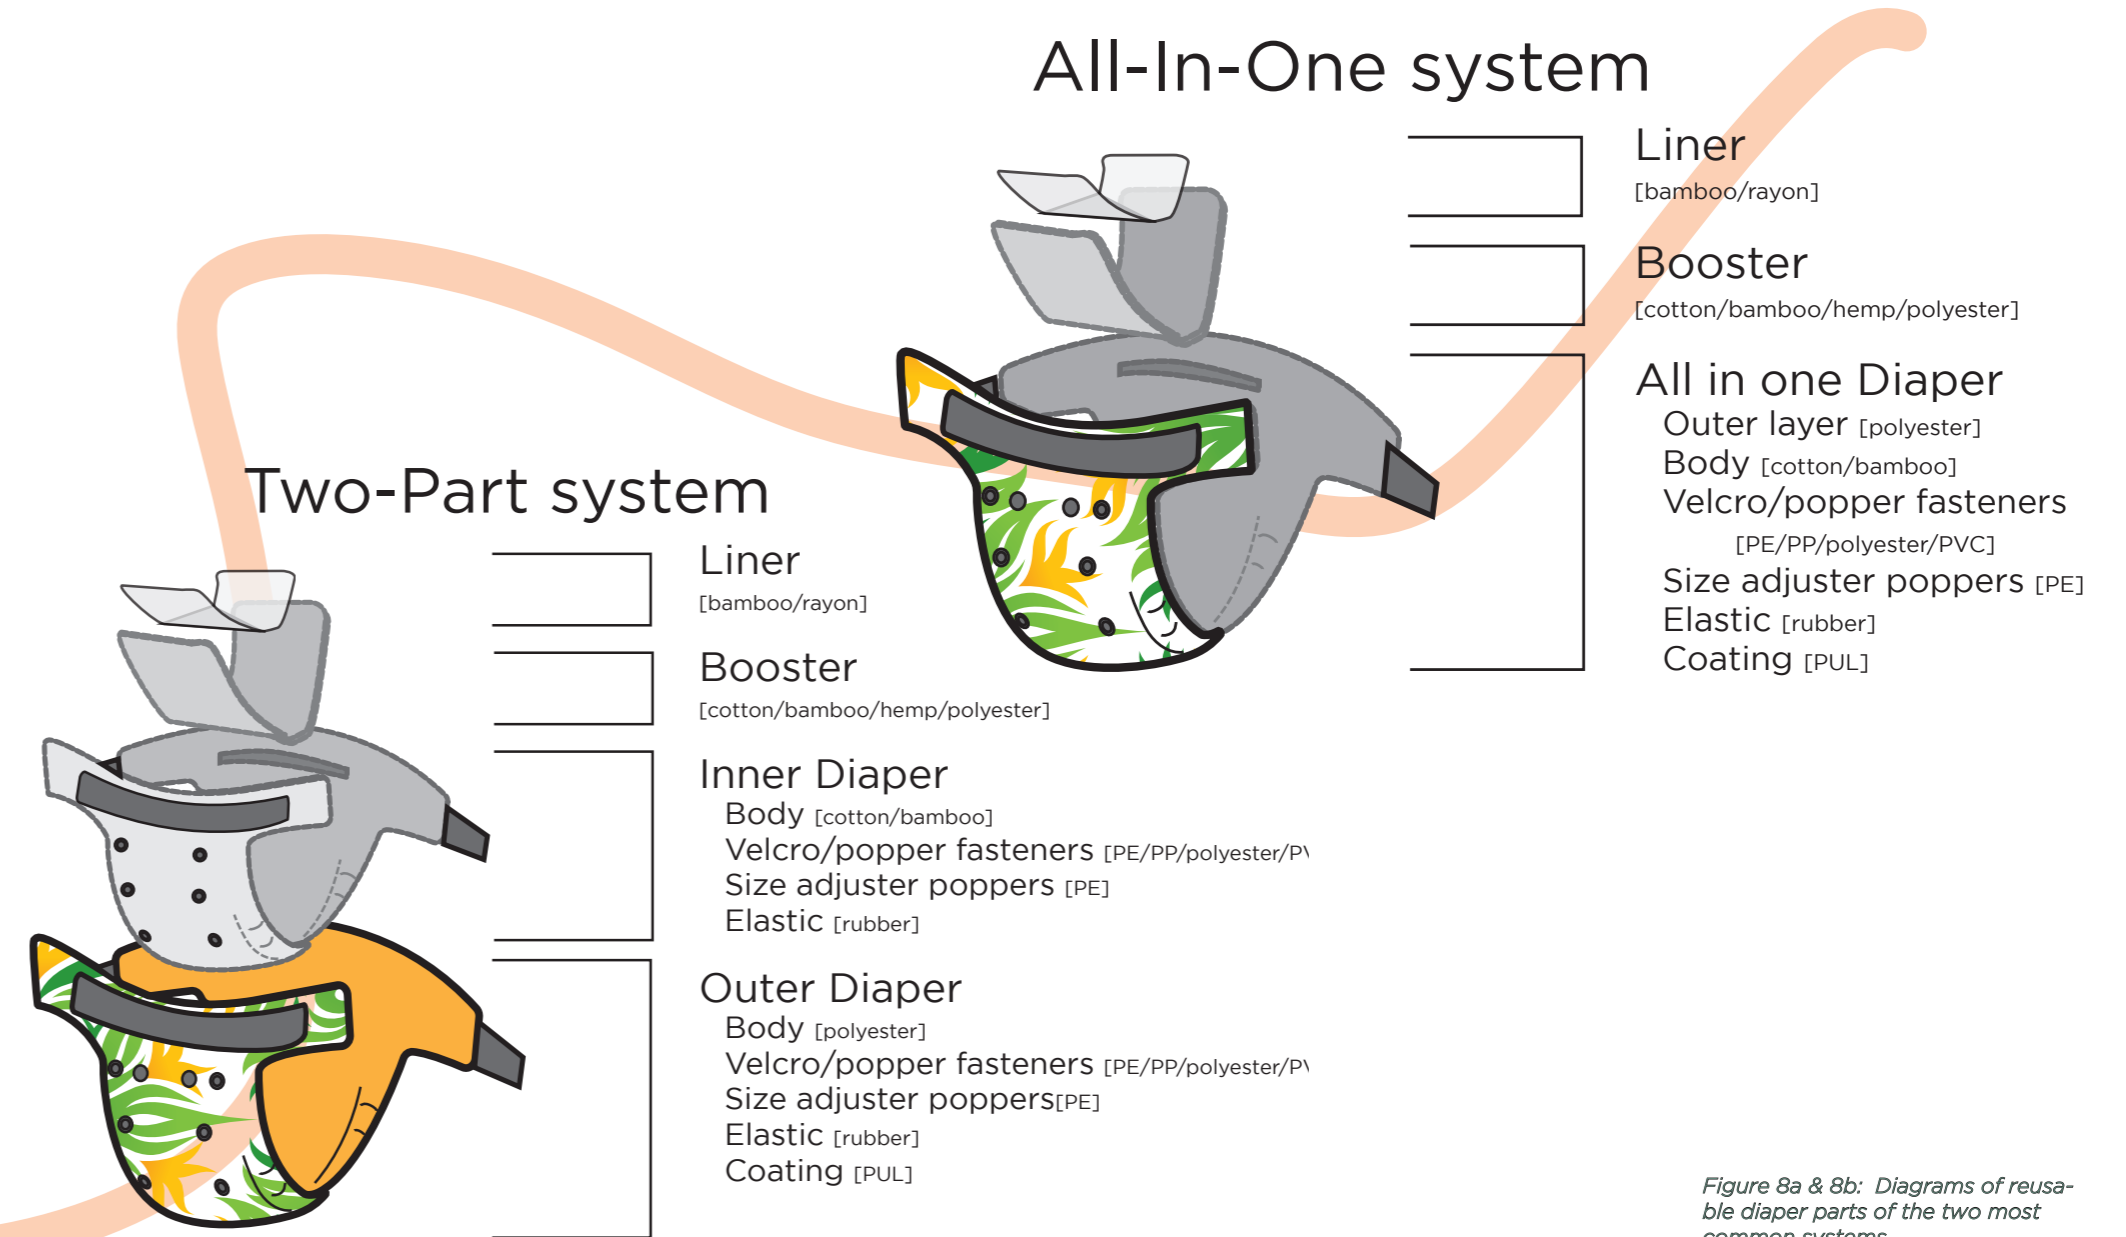 All-In-One system
Liner
[bamboo/rayon]
Booster
[cotton/bamboo/hemp/polyester]
All in one Diaper
Outer layer [polyester]
Body [cotton/bamboo]
Velcro/popper fasteners
[PE/PP/polyester/PVC]
Size adjuster poppers [PE]
Elastic [rubber]
Coating [PUL]
Two-Part system
Liner
[bamboo/rayon]
Booster
[cotton/bamboo/hemp/polyester]
Inner Diaper
Body [cotton/bamboo]
Velcro/popper fasteners [PE/PP/polyester/
Size adjuster poppers [PE]
Elastic [rubber]
Outer Diaper
Body [polyester]
Velcro/popper fasteners [PE/PP/polyester/
Size adjuster poppers[PE]
Elastic [rubber]
Coating [PUL]
Figure 8a & 8b: Diagrams of reusa-
ble diaper parts of the two most
common systems